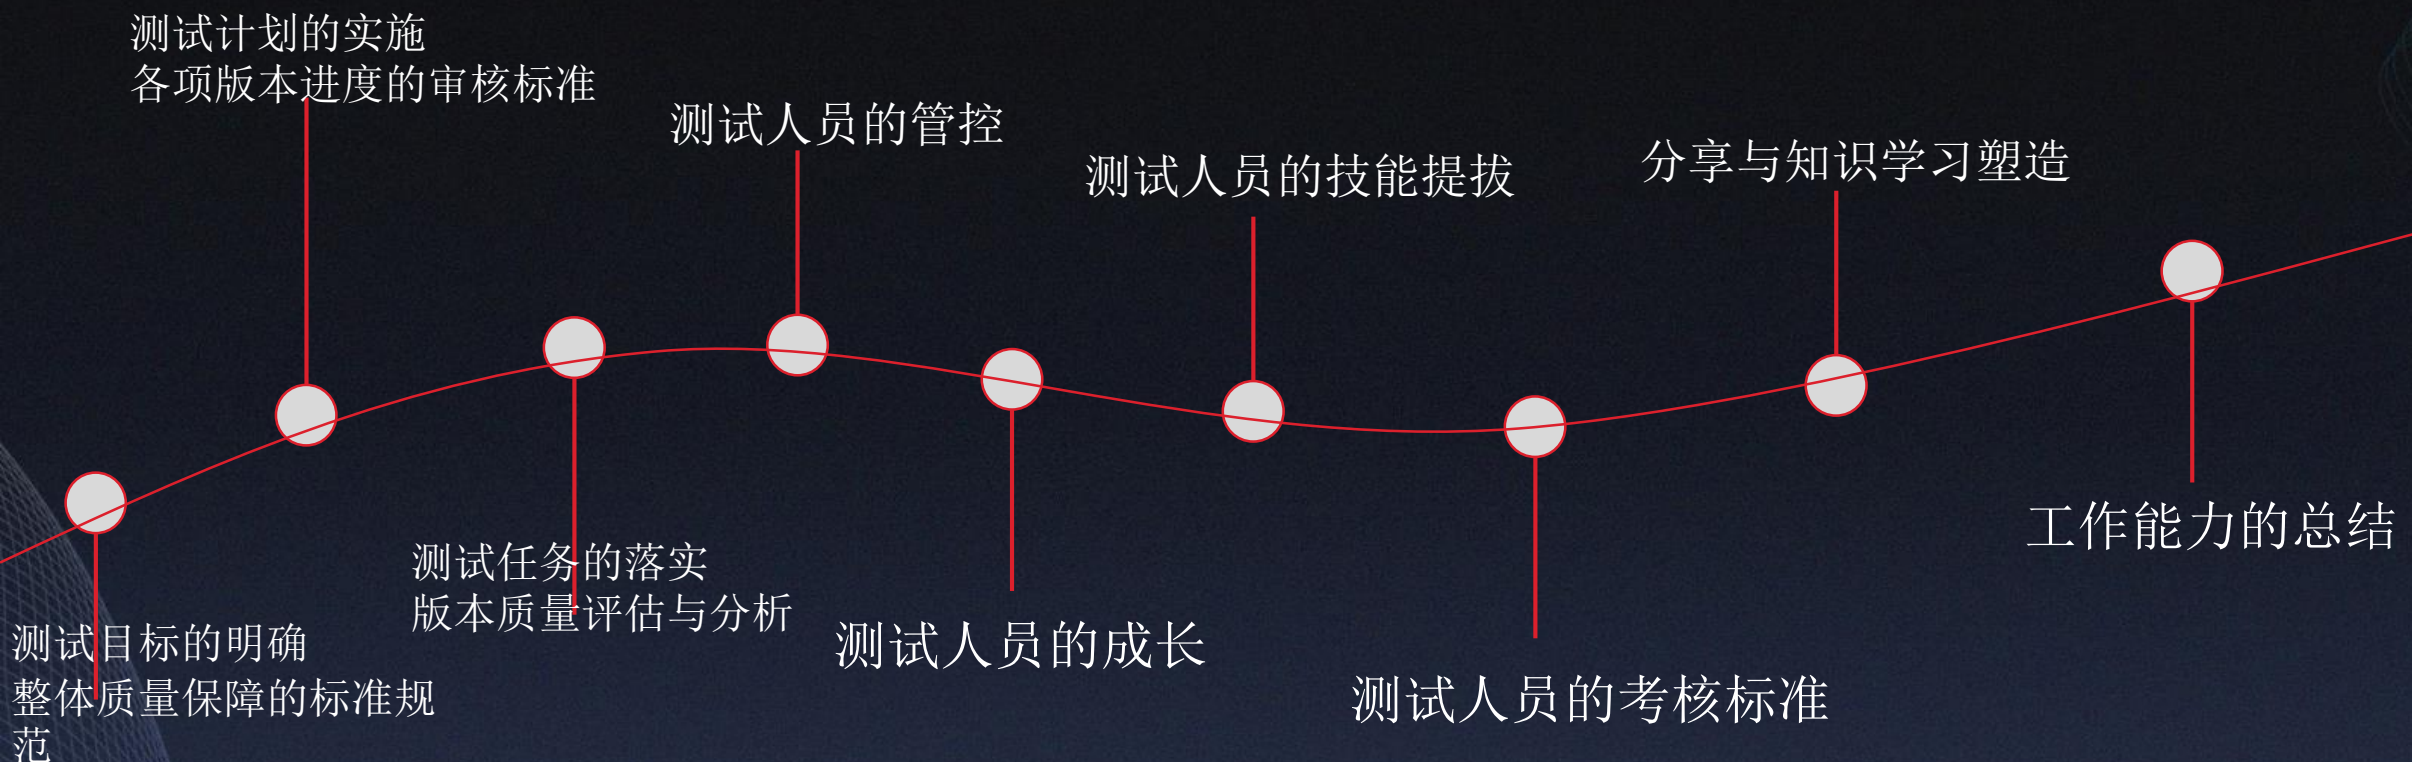 测试计划的实施
各项版本进度的审核标准
测试人员的管控
测试人员的技能提拔
分享与知识学习塑造
工作能力的总结
测试任务的落实
版本质量评估与分析
测试目标的明确
整体质量保障的标准规
范
测试人员的成长
测试人员的考核标准